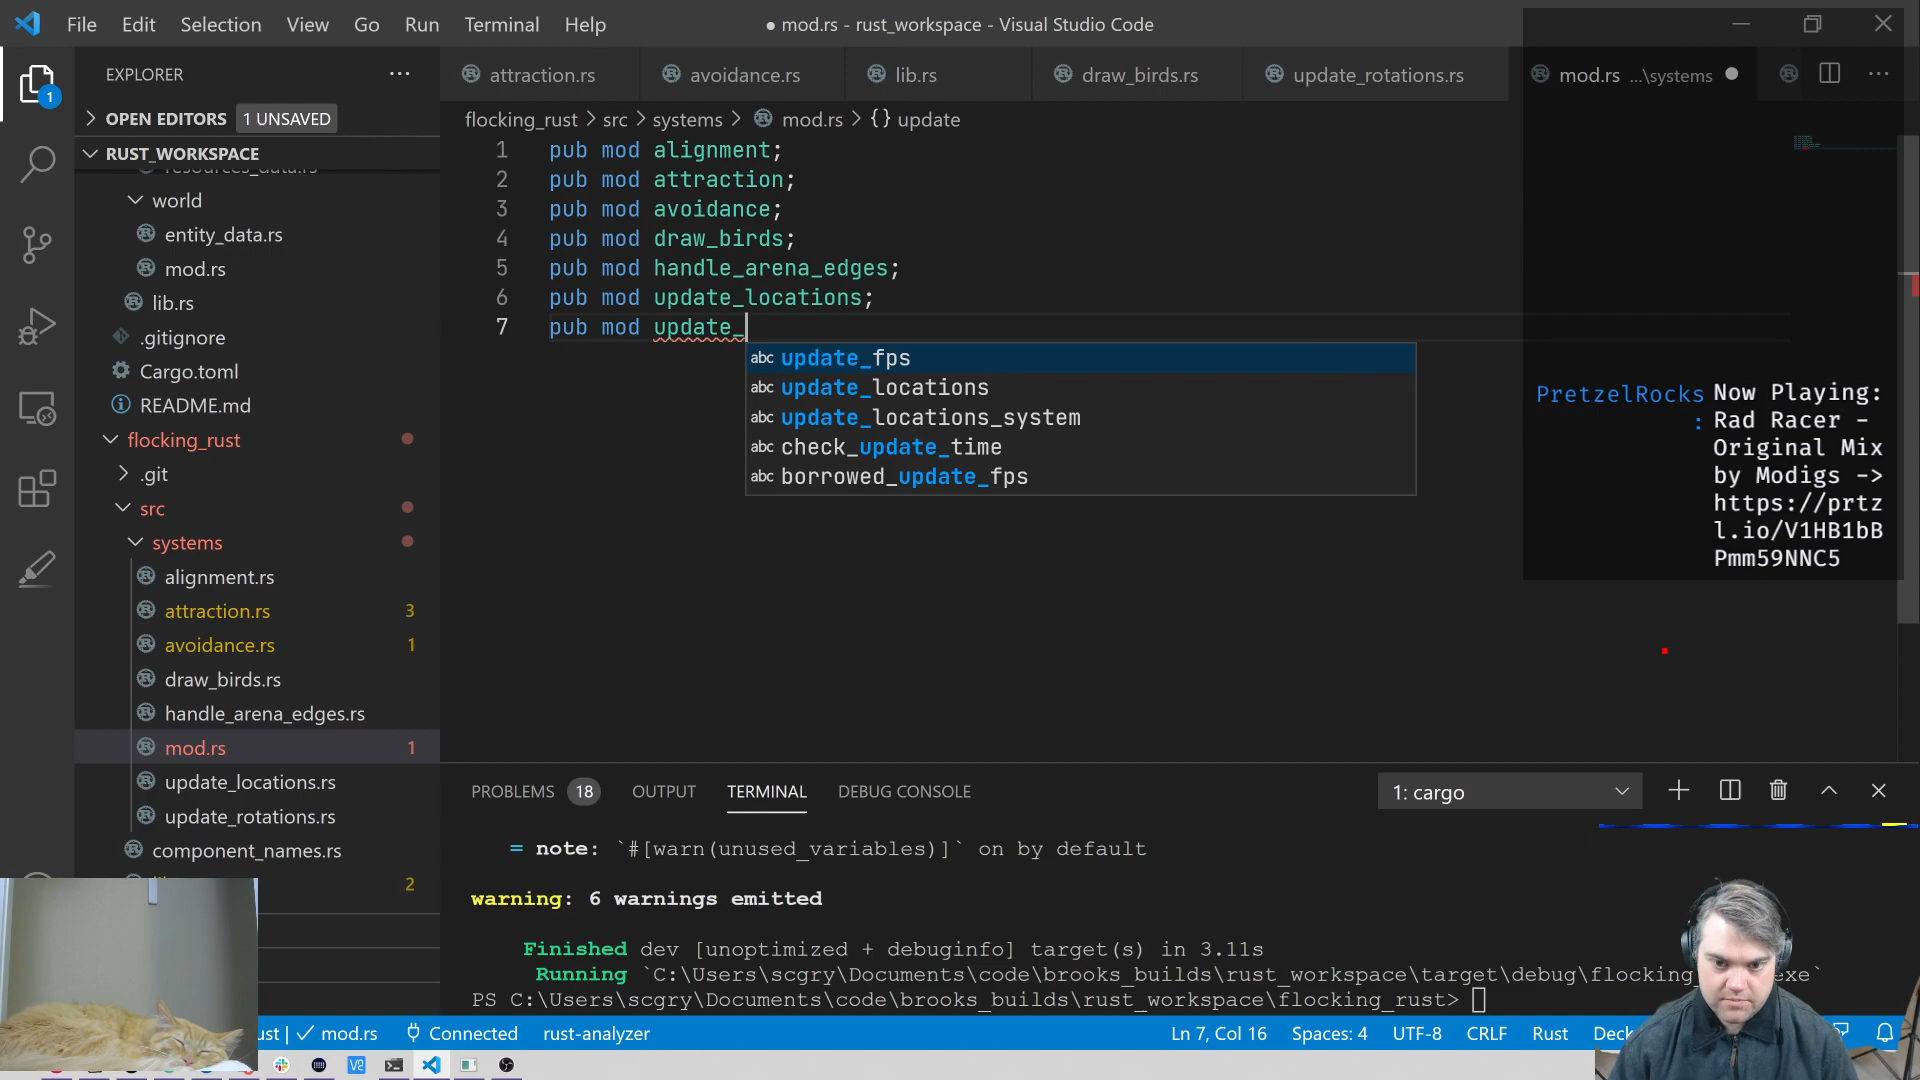 File Edit Selection View Go Run Terminal Help
● mod.rs - rust_workspace - Visual Studio Code
EXPLORER
OPEN EDITORS 1 UNSAVED
RUST_WORKSPACE
resources_data.rs
world
entity_data.rs
mod.rs
lib.rs
.gitignore
Cargo.toml
README.md
flocking_rust
.git
src
systems
alignment.rs
attraction.rs 3
avoidance.rs 1
draw_birds.rs
handle_arena_edges.rs
mod.rs 1
update_locations.rs
update_rotations.rs
component_names.rs
2
1
attraction.rs avoidance.rs lib.rs draw_birds.rs update_rotations.rs mod.rs ...\systems
flocking_rust > src > systems > mod.rs > {} update
1 pub mod alignment;
2 pub mod attraction;
3 pub mod avoidance;
4 pub mod draw_birds;
5 pub mod handle_arena_edges;
6 pub mod update_locations;
7 pub mod update_
abc update_fps
abc update_locations
abc update_locations_system
abc check_update_time
abc borrowed_update_fps
PretzelRocks
: Now Playing:
Rad Racer -
Original Mix
by Modigs ->
https://prtz
l.io/V1HB1bB
Pmm59NNC5
PROBLEMS 18 OUTPUT TERMINAL DEBUG CONSOLE 1: cargo
= note: `#[warn(unused_variables)]` on by default
warning: 6 warnings emitted
Finished dev [unoptimized + debuginfo] target(s) in 3.11s
Running `C:\Users\scgry\Documents\code\brooks_builds\rust_workspace\target\debug\flocking_ exe`
PS C:\Users\scgry\Documents\code\brooks_builds\rust_workspace\flocking_rust>
ust | ✓ mod.rs Connected rust-analyzer Ln 7, Col 16 Spaces: 4 UTF-8 CRLF Rust Deck